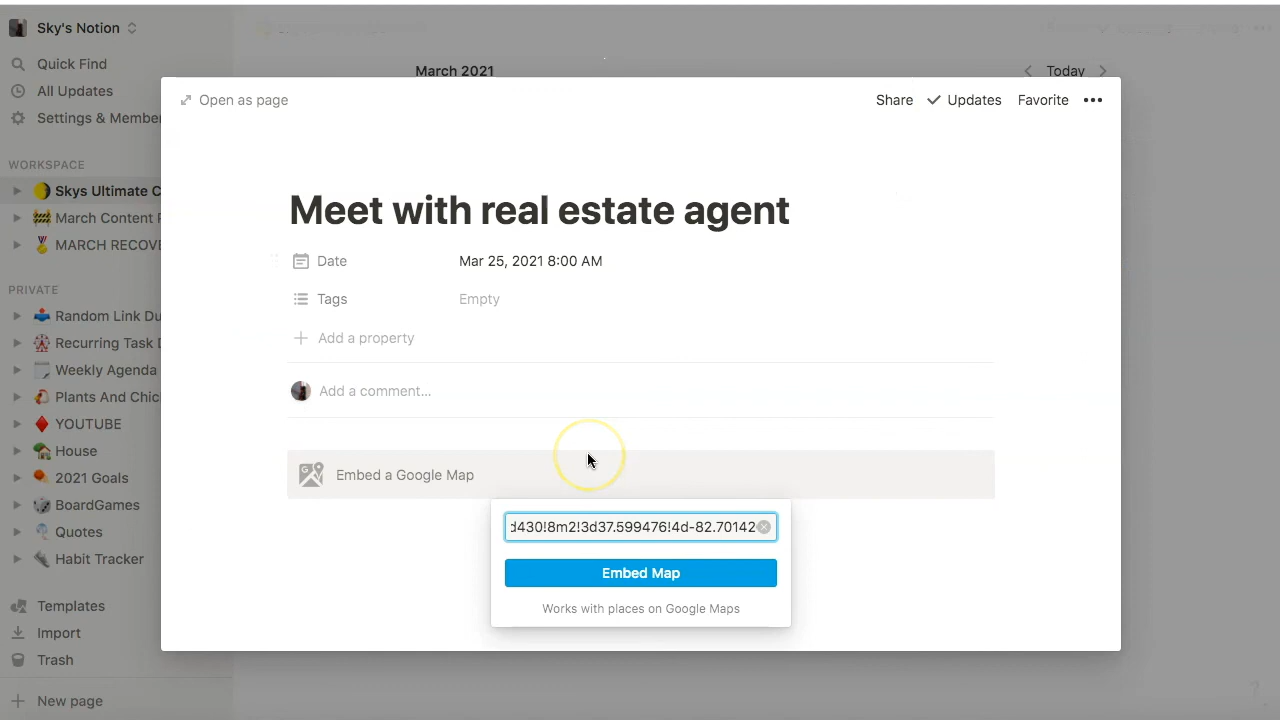 Sky's Notion
Quick Find
All Updates
Settings & Member
WORKSPACE
Skys Ultimate C
March Content P
MARCH RECOVE
PRIVATE
Random Link Du
Recurring Task D
Weekly Agenda
Plants And Chic
YOUTUBE
House
2021 Goals
BoardGames
Quotes
Habit Tracker
Templates
Import
Trash
New page
March 2021
Today
Open as page
Share
Updates
Favorite
Meet with real estate agent
Date
Mar 25, 2021 8:00 AM
Tags
Empty
Add a property
Add a comment...
Embed a Google Map
d430!8m2!3d37.599476!4d-82.70142
Embed Map
Works with places on Google Maps